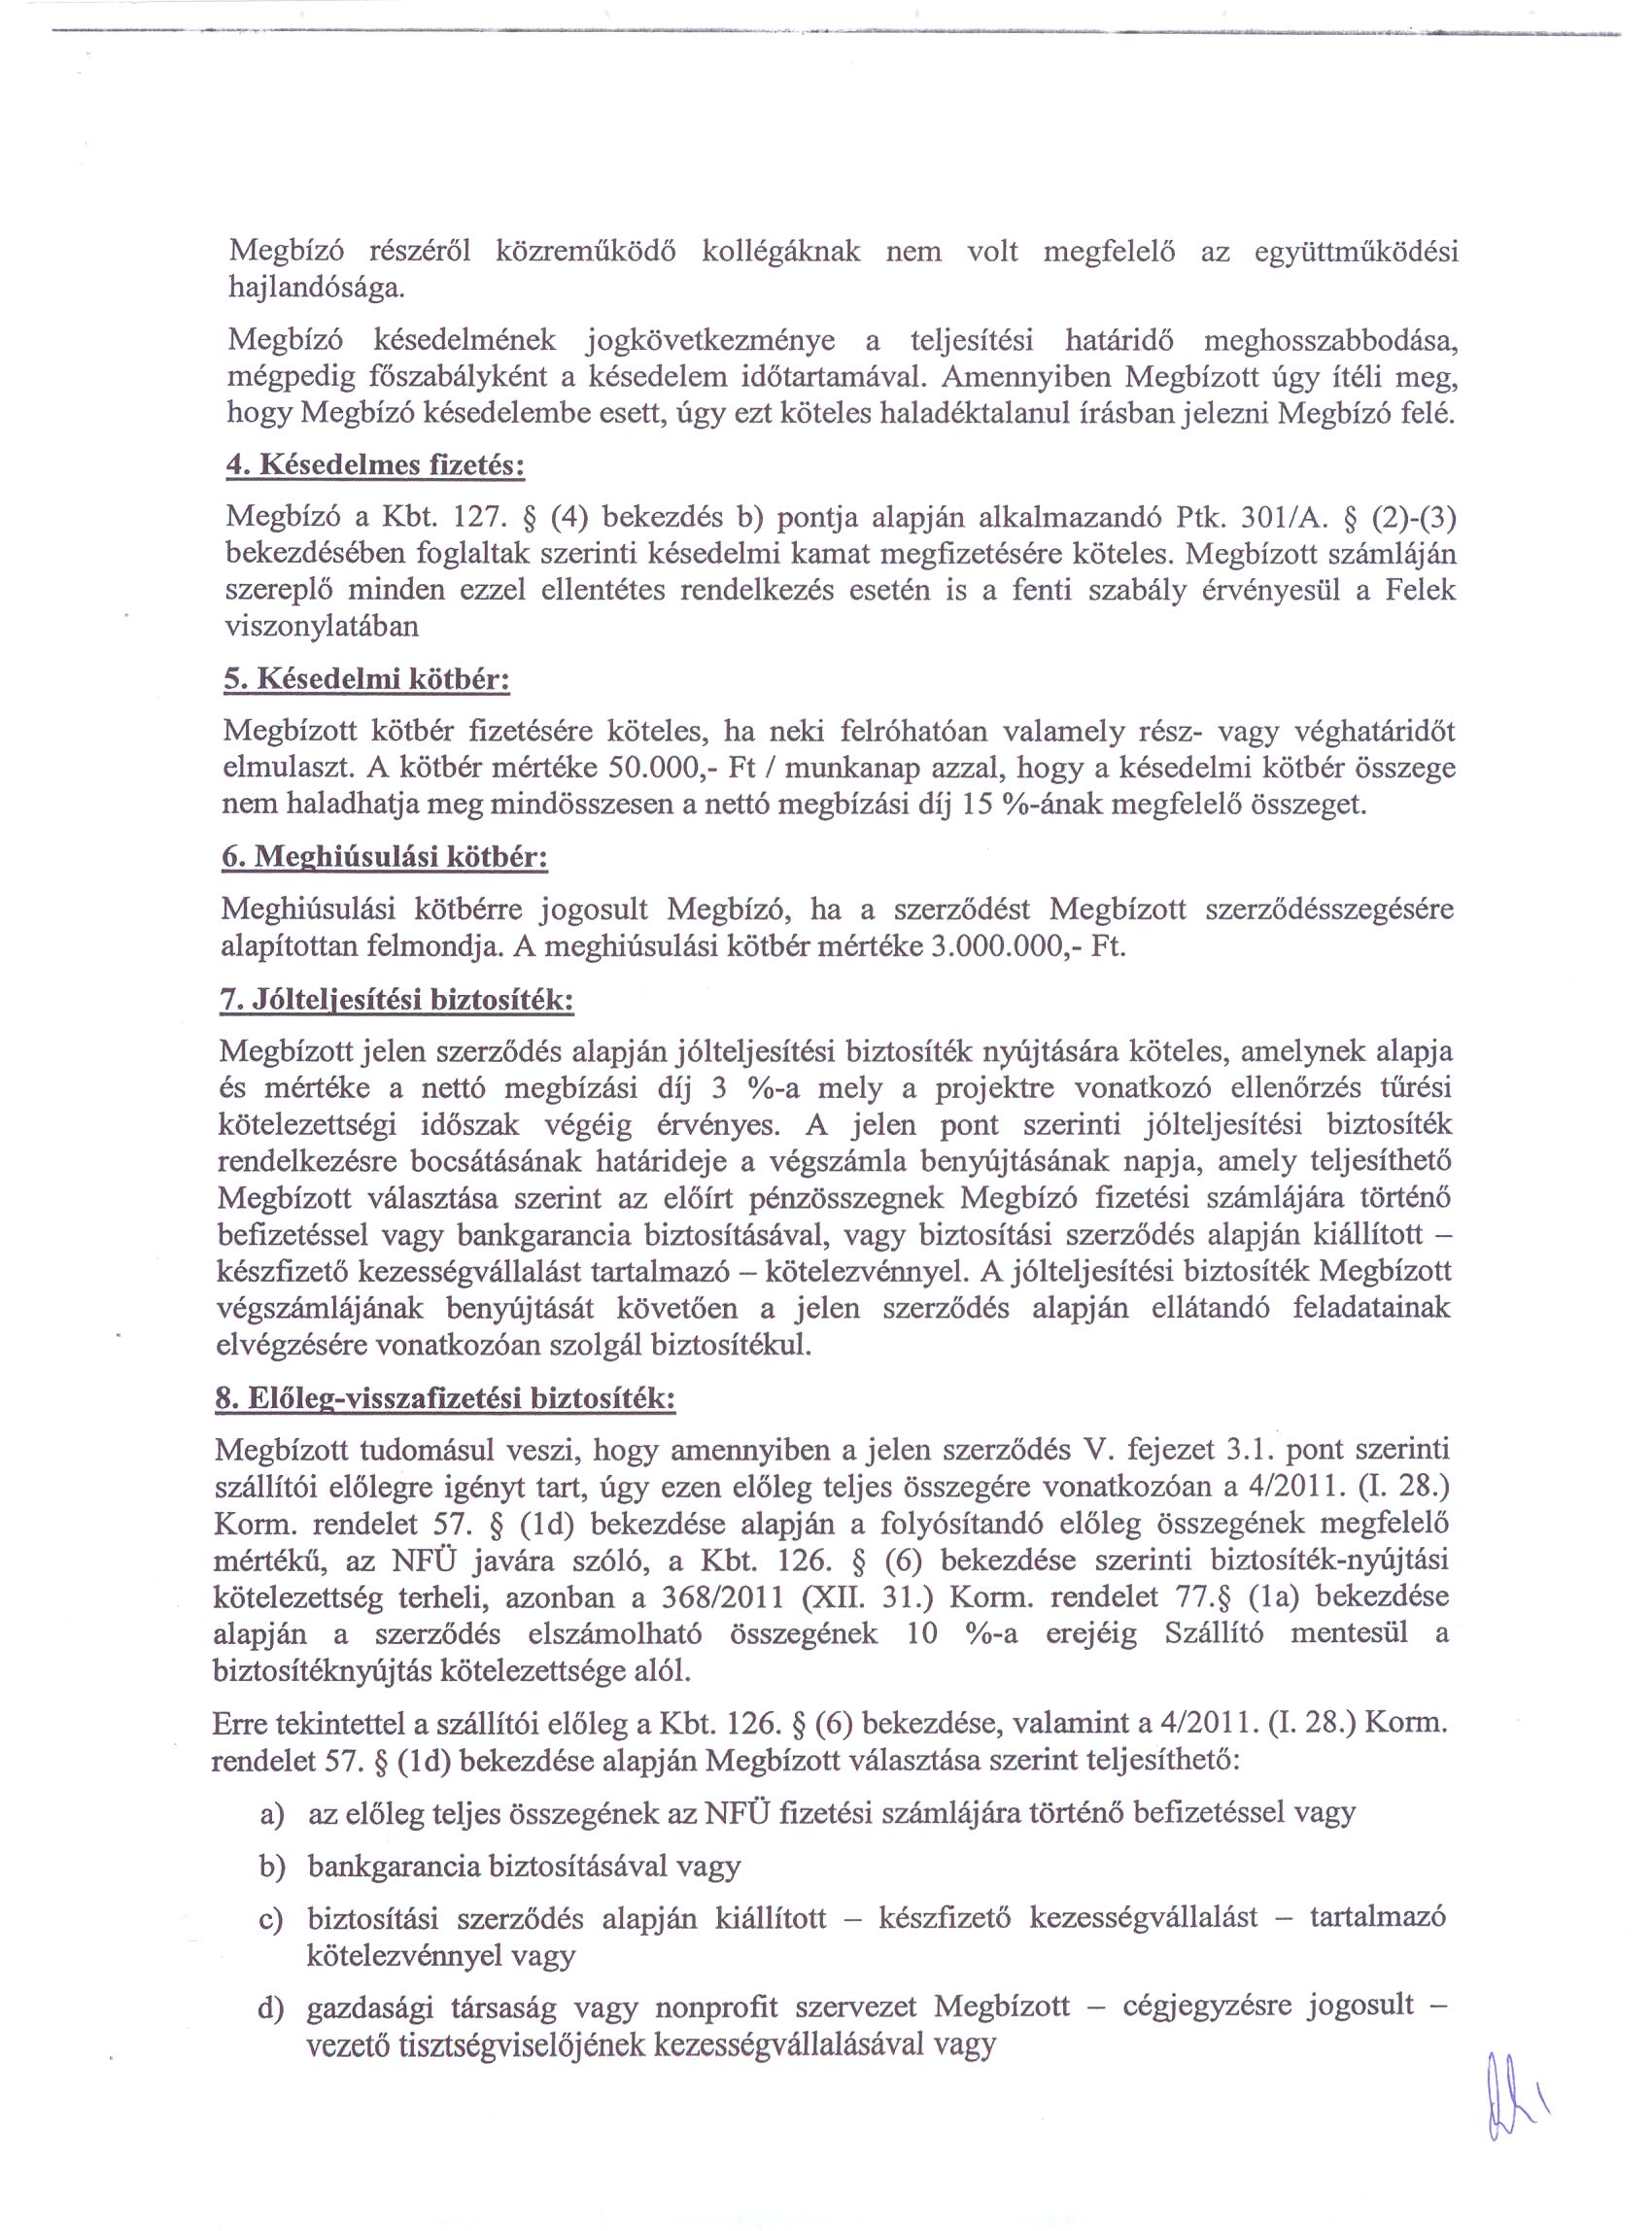 Megbízó részéről közreműködő kollégáknak nem volt megfelelő az együttműködési
hajlandósága.
Megbízó késedelmének jogkövetkezménye a teljesítési határidő meghosszabbodása,
mégpedig főszabályként a késedelem időtartamával. Amennyiben Megbízott úgy ítéli meg,
hogy Megbízó késedelembe esett, úgy ezt köteles haladéktalanul írásban jelezni Megbízó felé.
4. Késedelmes fizetés:
Megbízó a Kbt. 127. § (4) bekezdés b) pontja alapján alkalmazandó Ptk. 301/A. § (2)-(3)
bekezdésében foglaltak szerinti késedelmi kamat megfizetésére köteles. Megbízott számláján
szereplő minden ezzel ellentétes rendelkezés esetén is a fenti szabály érvényesül a Felek
viszonylatában
5. Késedelmi kötbér:
Megbízott kötbér fizetésére köteles, ha neki felróhatóan valamely rész- vagy véghatáridőt
elmulaszt. A kötbér mértéke 50.000,- Ft / munkanap azzal, hogy a késedelmi kötbér összege
nem haladhatja meg mindösszesen a nettó megbízási díj 15 %-ának megfelelő összeget.
6. Meghiúsulási kötbér:
Meghiúsulási kötbérre jogosult Megbízó, ha a szerződést Megbízott szerződésszegésére
alapítottan felmondja. A meghiúsulási kötbér mértéke 3.000.000,- Ft.
7. Jólteljesítési biztosíték:
Megbízott jelen szerződés alapján jólteljesítési biztosíték nyújtására köteles, amelynek alapja
és mértéke a nettó megbízási díj 3 %-a mely a projektre vonatkozó ellenőrzés tűrési
kötelezettségi időszak végéig érvényes. A jelen pont szerinti jólteljesítési biztosíték
rendelkezésre bocsátásának határideje a végszámla benyújtásának napja, amely teljesíthető
Megbízott választása szerint az előírt pénzösszegnek Megbízó fizetési számlájára történő
befizetéssel vagy bankgarancia biztosításával, vagy biztosítási szerződés alapján kiállított –
készfizető kezességvállalást tartalmazó – kötelezvénnyel. A jólteljesítési biztosíték Megbízott
végszámlájának benyújtását követően a jelen szerződés alapján ellátandó feladatainak
elvégzésére vonatkozóan szolgál biztosítékul.
8. Előleg-visszafizetési biztosíték:
Megbízott tudomásul veszi, hogy amennyiben a jelen szerződés V. fejezet 3.1. pont szerinti
szállítói előlegre igényt tart, úgy ezen előleg teljes összegére vonatkozóan a 4/2011. (I. 28.)
Korm. rendelet 57. § (1d) bekezdése alapján a folyósítandó előleg összegének megfelelő
mértékű, az NFÜ javára szóló, a Kbt. 126. § (6) bekezdése szerinti biztosíték-nyújtási
kötelezettség terheli, azonban a 368/2011 (XII. 31.) Korm. rendelet 77.§ (1a) bekezdése
alapján a szerződés elszámolható összegének 10 %-a erejéig Szállító mentesül a
biztosítéknyújtás kötelezettsége alól.
Erre tekintettel a szállítói előleg a Kbt. 126. § (6) bekezdése, valamint a 4/2011. (I. 28.) Korm.
rendelet 57. § (1d) bekezdése alapján Megbízott választása szerint teljesíthető:
a) az előleg teljes összegének az NFÜ fizetési számlájára történő befizetéssel vagy
b) bankgarancia biztosításával vagy
c) biztosítási szerződés alapján kiállított – készfizető kezességvállalást – tartalmazó
kötelezvénnyel vagy
d) gazdasági társaság vagy nonprofit szervezet Megbízott – cégjegyzésre jogosult –
vezető tisztségviselőjének kezességvállalásával vagy